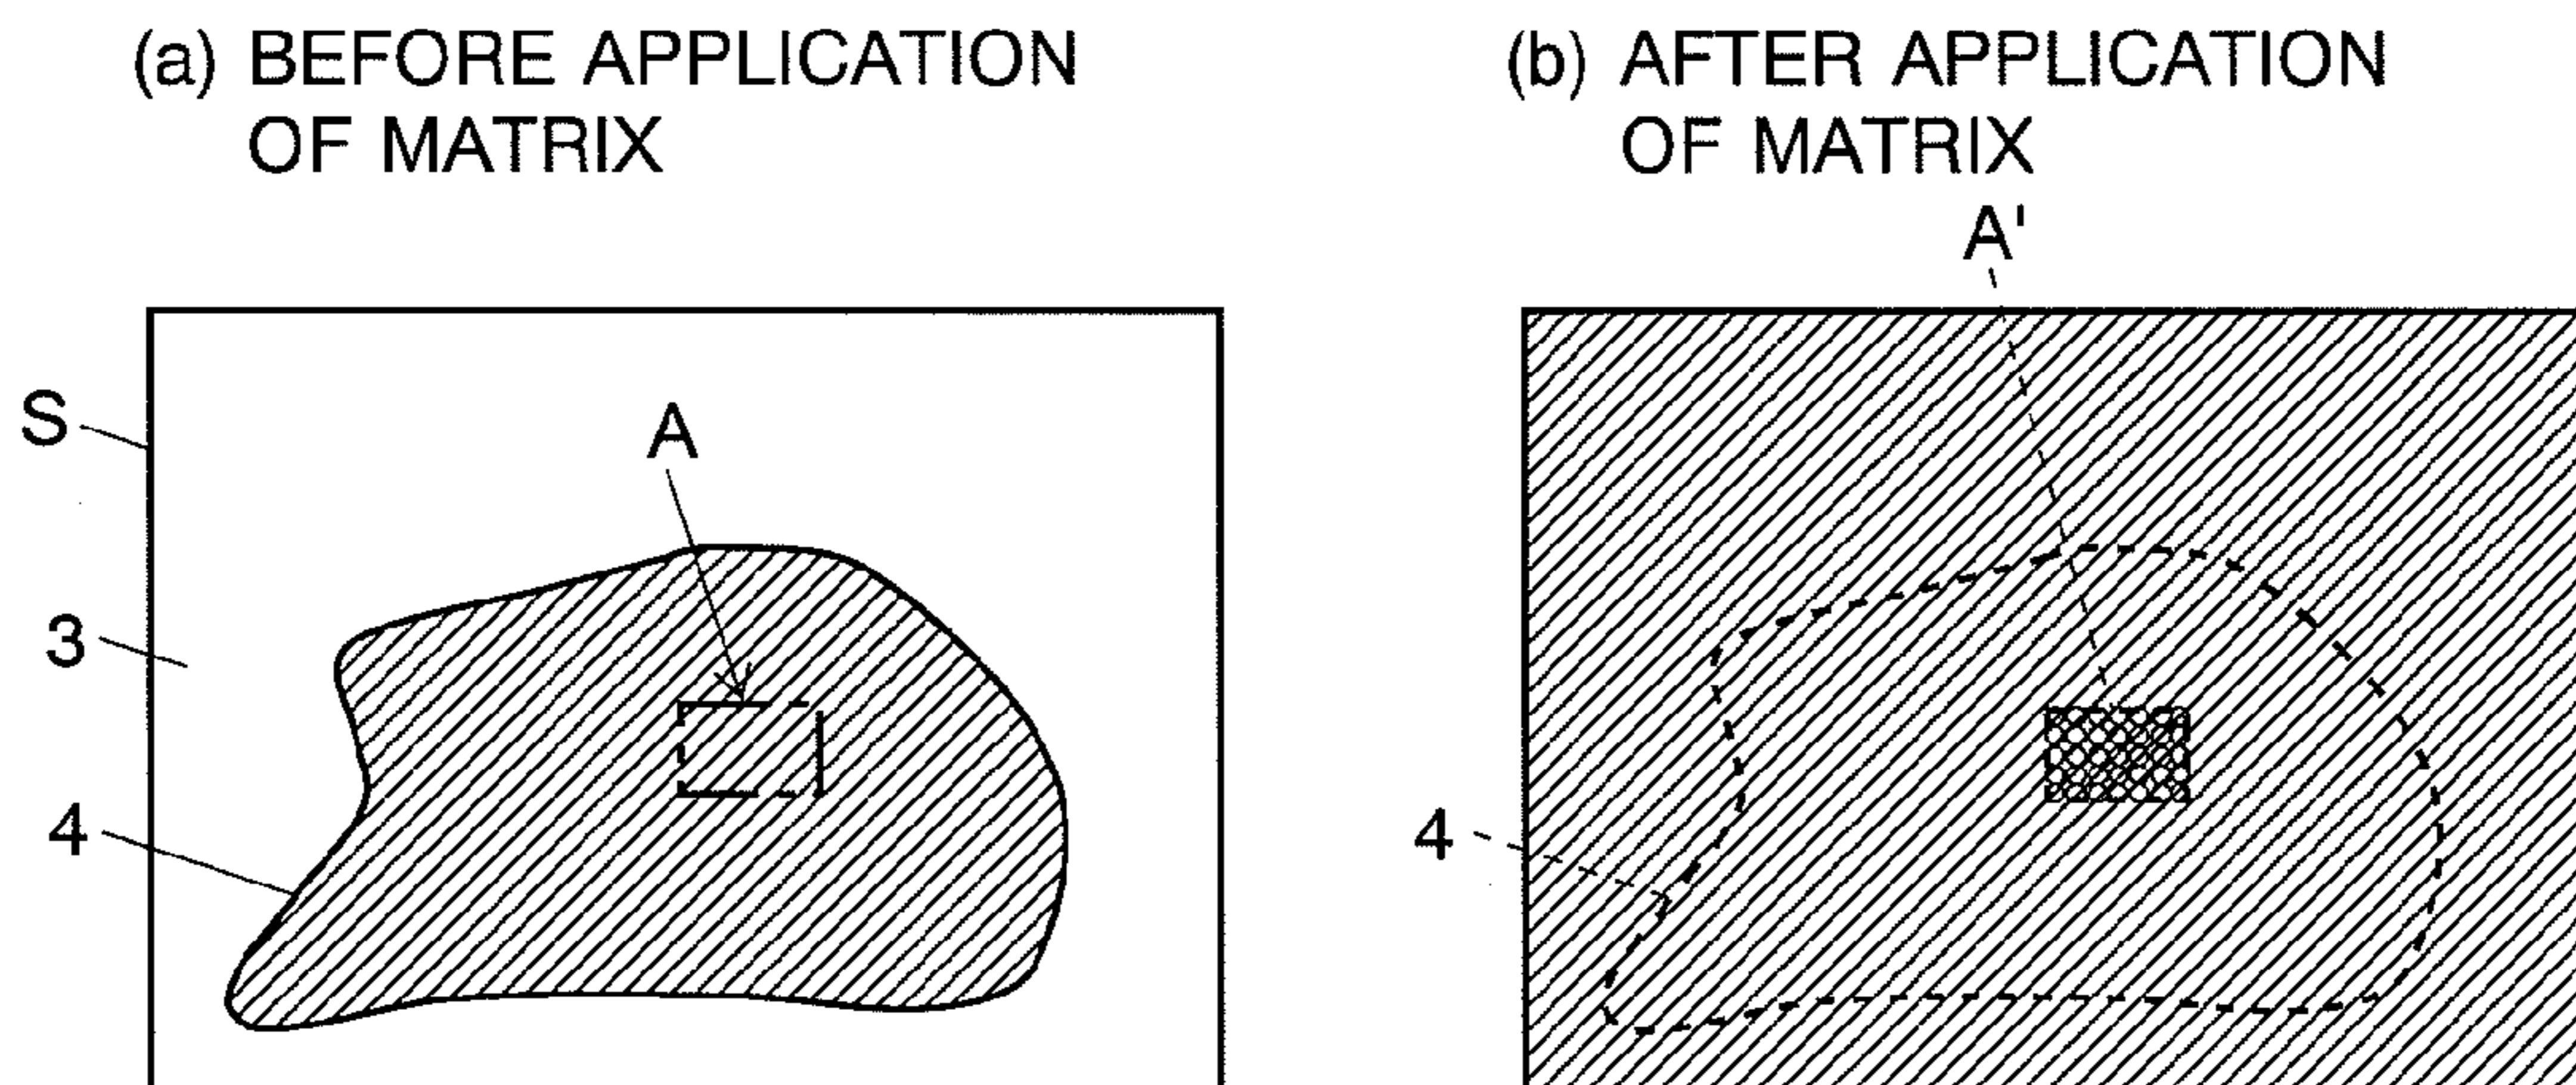 (a) BEFORE APPLICATION
OF MATRIX
(b) AFTER APPLICATION
OF MATRIX
A'
S
A
3
4
4